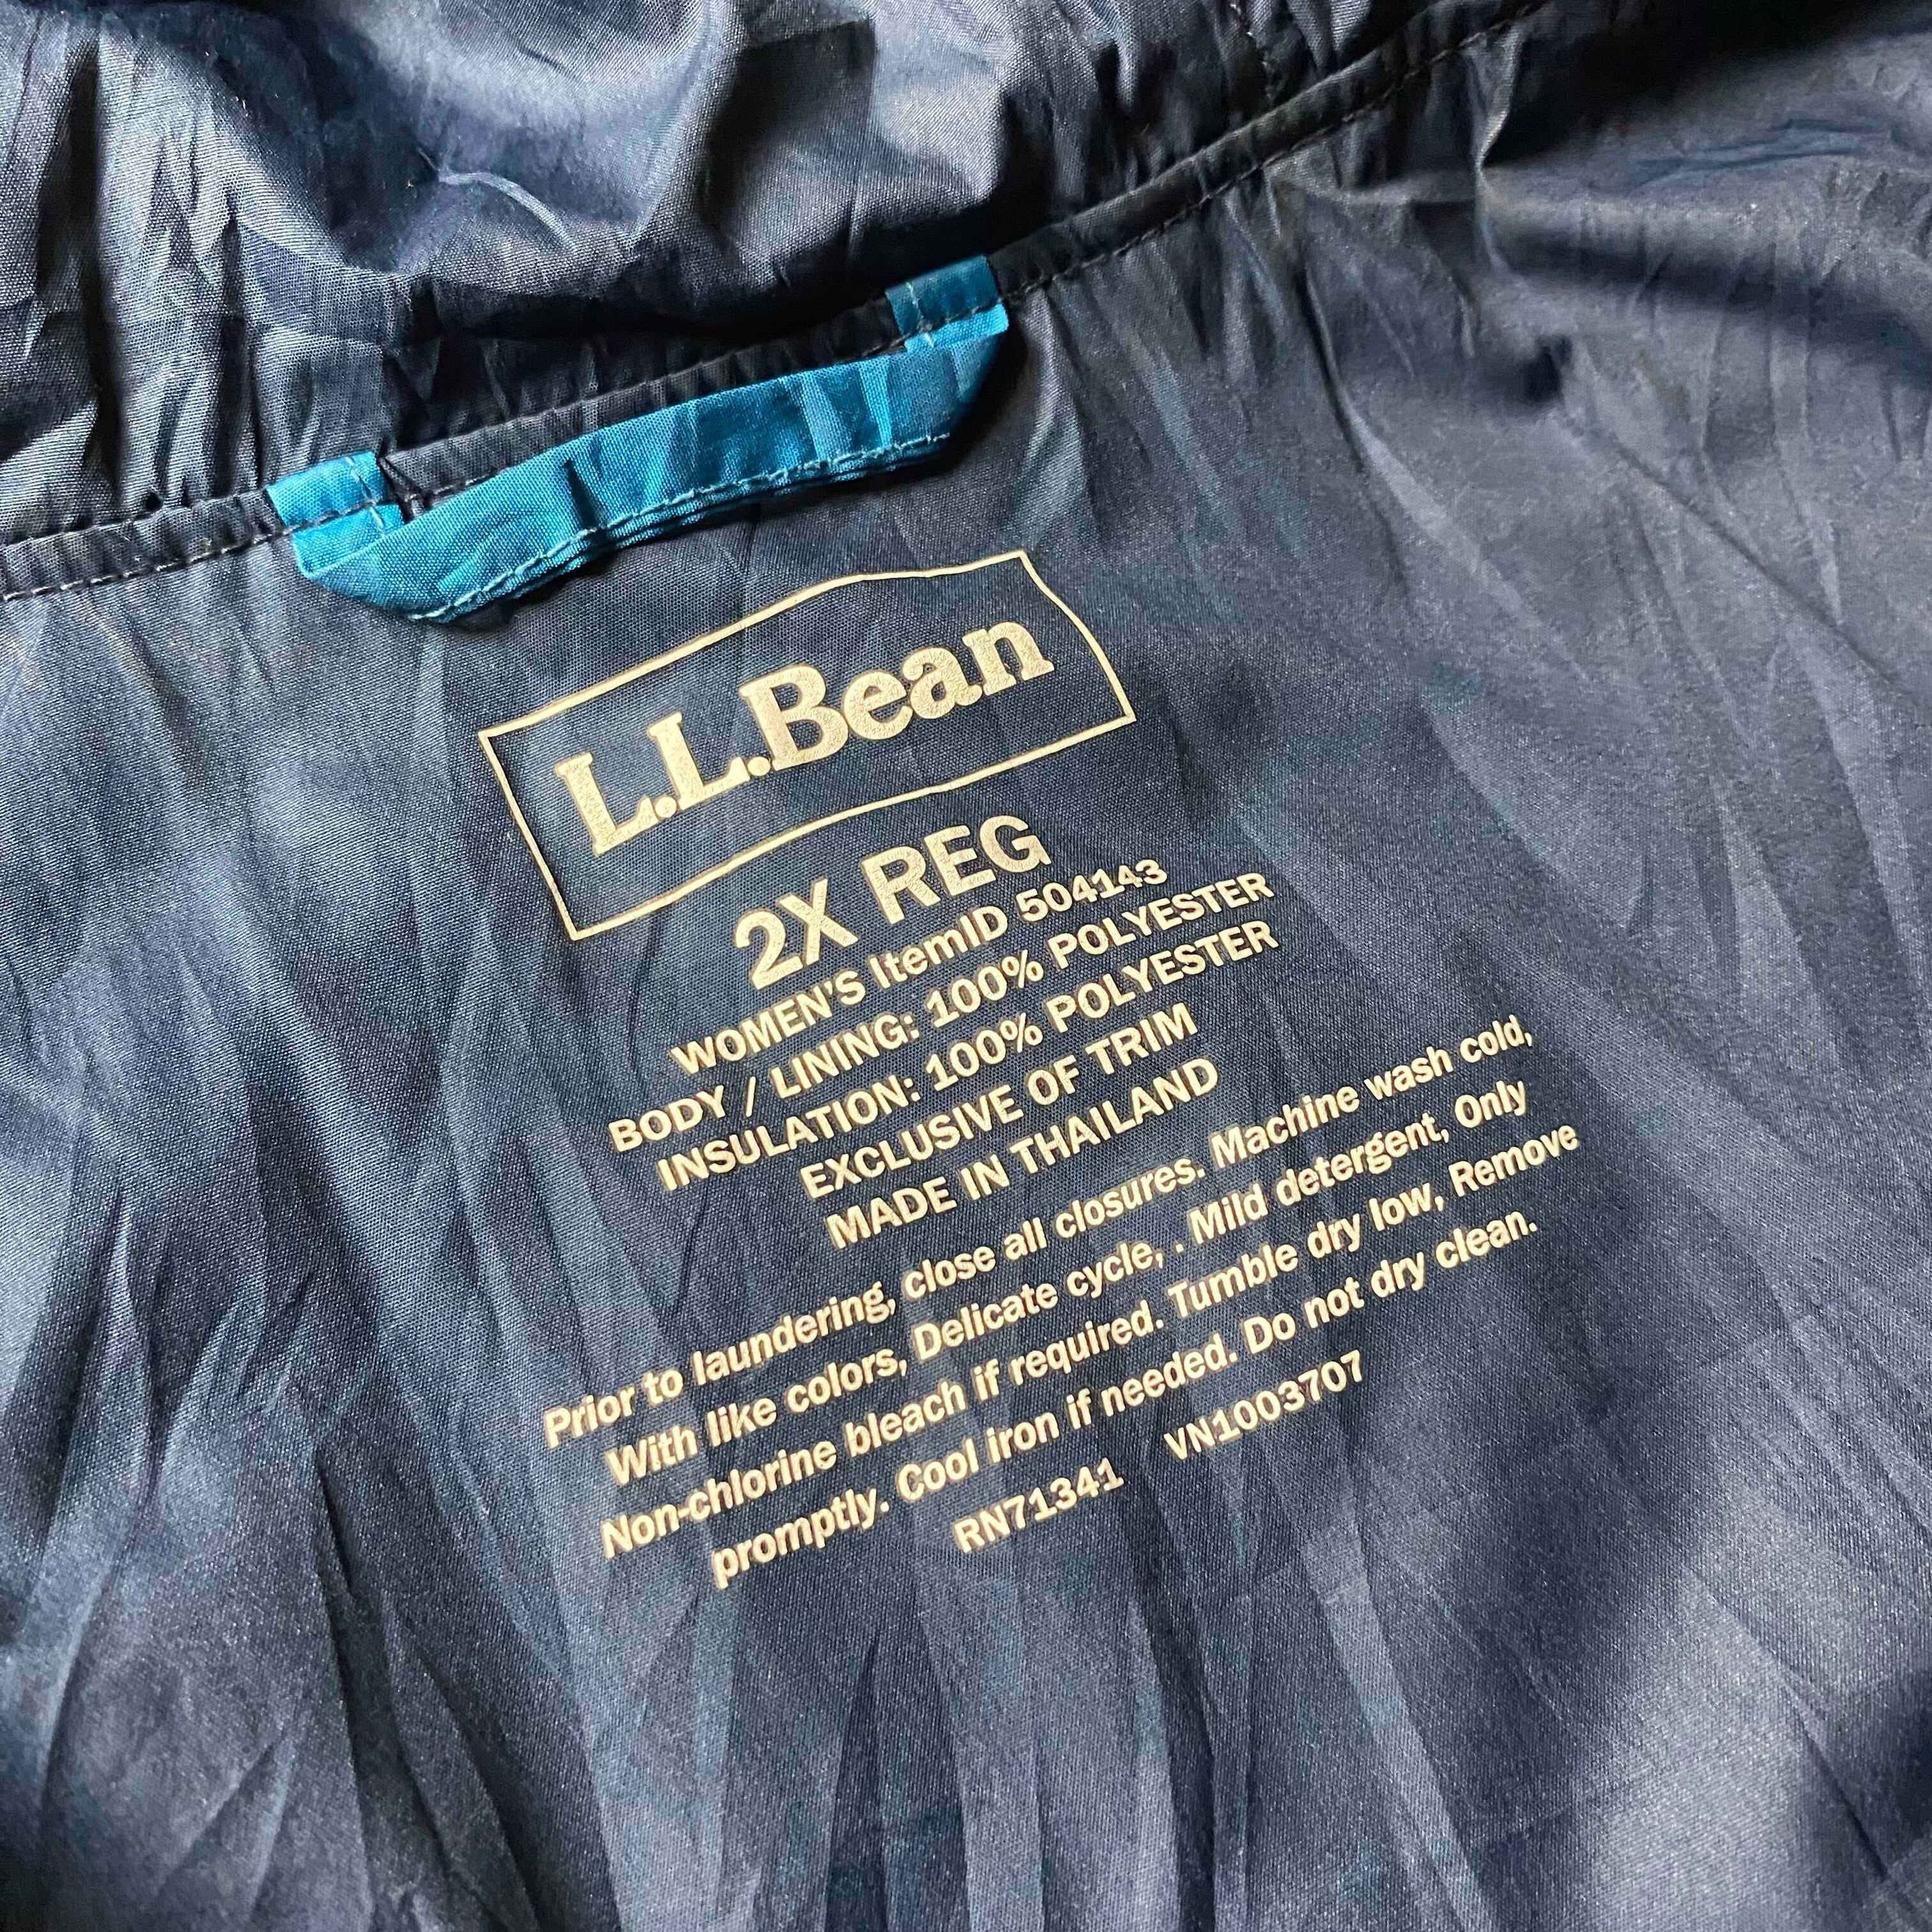 L.L.Bean
2X REG
WOMEN'S ItemID 504143
BODY / LINING: 100% POLYESTER
INSULATION: 100% POLYESTER
EXCLUSIVE OF TRIM
MADE IN THAILAND
Prior to laundering, close all closures. Machine wash cold,
With like colors, Delicate cycle, . Mild detergent, Only
Non-chlorine bleach if required. Tumble dry low, Remove
promptly. Cool iron if needed. Do not dry clean.
RN71341 VN1003707